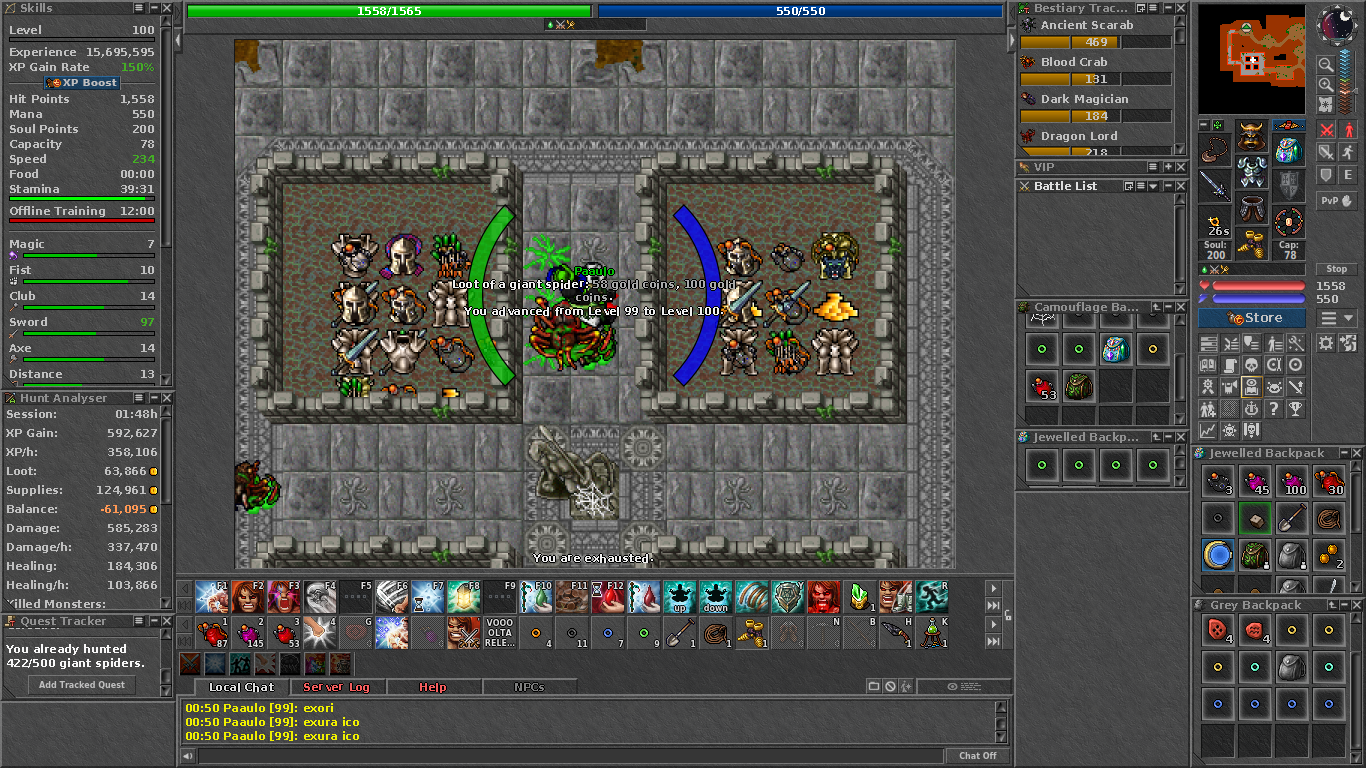 Skills
Level 100
Experience 15,695,595
XP Gain Rate 150%
XP Boost
Hit Points 1,558
Mana 550
Soul Points 200
Capacity 78
Speed 234
Food 00:00
Stamina 39:31
Offline Training 12:00
Magic 7
Fist 10
Club 14
Sword 97
Axe 14
Distance 13
Hunt Analyser
Session: 01:48h
XP Gain: 592,627
XP/h: 358,106
Loot: 63,866
Supplies: 124,961
Balance: -61,095
Damage: 585,283
Damage/h: 337,470
Healing: 184,306
Healing/h: 103,866
Killed Monsters:
Quest Tracker
You already hunted
422/500 giant spiders.
Add Tracked Quest
1558/1565
550/550
Paaulo
Loot of a giant spider: 58 gold coins, 100 gold
coins.
You advanced from Level 99 to Level 100.
You are exhausted.
F1 F2 F3 F4 F5 F6 F7 F8 F9 F10 F11 F12 Y R
up down 1 4
1 2 3 4 G N B H K
87 145 53 VOOO
OLTA
RELE... 4 11 7 9 1 1 1 1 1
Local Chat Server Log Help NPCs
00:50 Paaulo [99]: exori
00:50 Paaulo [99]: exura ico
00:50 Paaulo [99]: exura ico
Chat Off
Bestiary Trac...
Ancient Scarab
469
Blood Crab
131
Dark Magician
184
Dragon Lord
218
VIP
Battle List
Camouflage Ba...
53
Jewelled Backp...
E
PvP
26s
Soul:
200
Cap:
78
Stop
1558
550
Store
Jewelled Backpack
3 45 100 30
2
Grey Backpack
4 4